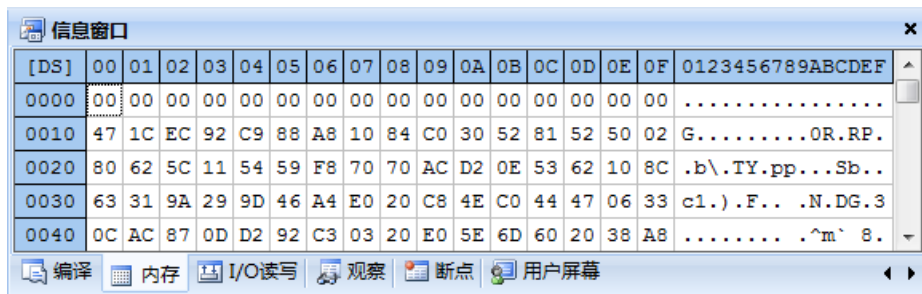 信息窗口
[DS] 00 01 02 03 04 05 06 07 08 09 0A 0B 0C 0D 0E 0F 0123456789ABCDEF
0000 00 00 00 00 00 00 00 00 00 00 00 00 00 00 00 00 ................
0010 47 1C EC 92 C9 88 A8 10 84 C0 30 52 81 52 50 02 G.........0R.RP.
0020 80 62 5C 11 54 59 F8 70 70 AC D2 0E 53 62 10 8C .b\.TY.pp...Sb..
0030 63 31 9A 29 9D 46 A4 E0 20 C8 4E C0 44 47 06 33 c1.).F.. .N.DG.3
0040 0C AC 87 0D D2 92 C3 03 20 E0 5E 6D 60 20 38 A8 ........ .^m` 8.
编译 内存 I/O读写 观察 断点 用户屏幕